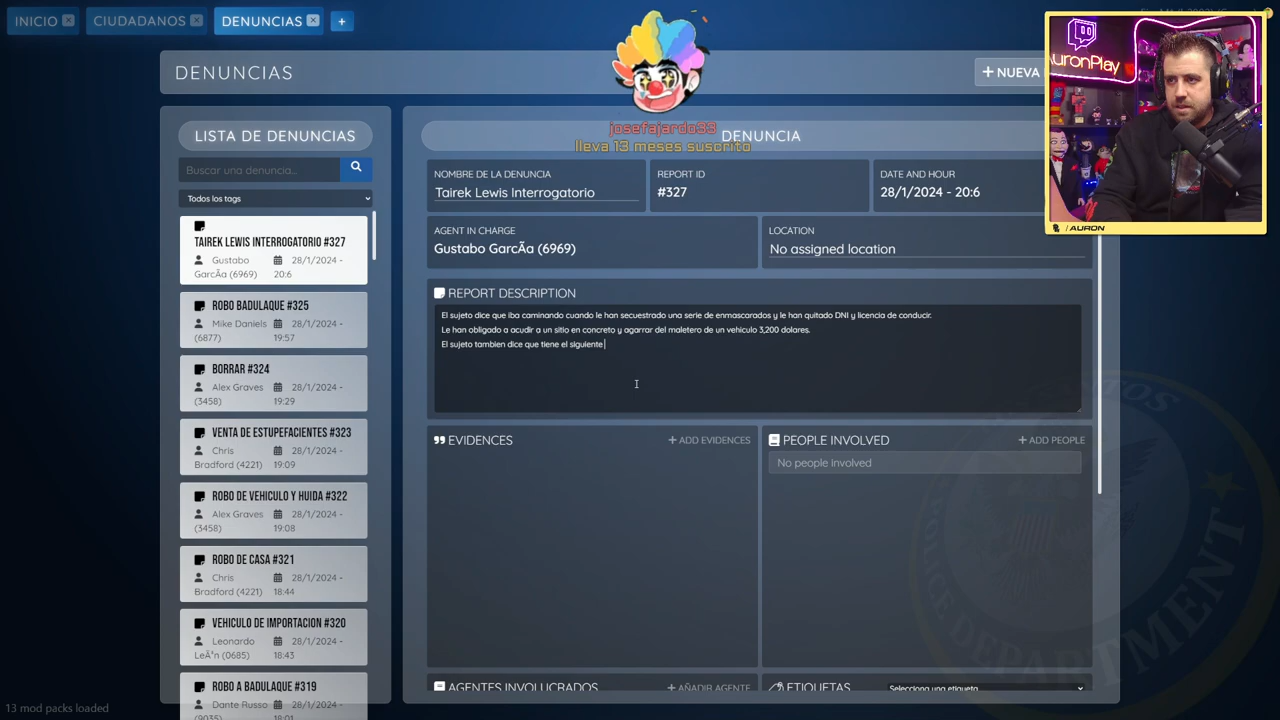 INICIO
CIUDADANOS
DENUNCIAS
+
DENUNCIAS
+ NUEVA
AuronPlay
/ AURON
josefajardo33
lleva 13 meses suscrito
LISTA DE DENUNCIAS
Buscar una denuncia...
Todos los tags
TAIREK LEWIS INTERROGATORIO #327
Gustabo GarcÃa (6969)
28/1/2024 - 20:6
ROBO BADULAQUE #325
Mike Daniels (6877)
28/1/2024 - 19:57
BORRAR #324
Alex Graves (3458)
28/1/2024 - 19:29
VENTA DE ESTUPEFACIENTES #323
Chris Bradford (4221)
28/1/2024 - 19:09
ROBO DE VEHICULO Y HUIDA #322
Alex Graves (3458)
28/1/2024 - 19:08
ROBO DE CASA #321
Chris Bradford (4221)
28/1/2024 - 18:44
VEHICULO DE IMPORTACION #320
Leonardo LeÃ³n (0685)
28/1/2024 - 18:43
ROBO A BADULAQUE #319
Dante Russo (9035)
28/1/2024 - 18:01
DENUNCIA
NOMBRE DE LA DENUNCIA
Tairek Lewis Interrogatorio
REPORT ID
#327
DATE AND HOUR
28/1/2024 - 20:6
AGENT IN CHARGE
Gustabo GarcÃa (6969)
LOCATION
No assigned location
REPORT DESCRIPTION
El sujeto dice que iba caminando cuando le han secuestrado una serie de enmascarados y le han quitado DNI y licencia de conducir.
Le han obligado a acudir a un sitio en concreto y agarrar del maletero de un vehiculo 3,200 dolares.
El sujeto tambien dice que tiene el siguiente
EVIDENCES
+ ADD EVIDENCES
PEOPLE INVOLVED
+ ADD PEOPLE
No people involved
AGENTES INVOLUCRADOS
+ AÑADIR AGENTE
ETIQUETAS
Selecciona una etiqueta
POLICE DEPARTMENT
13 mod packs loaded